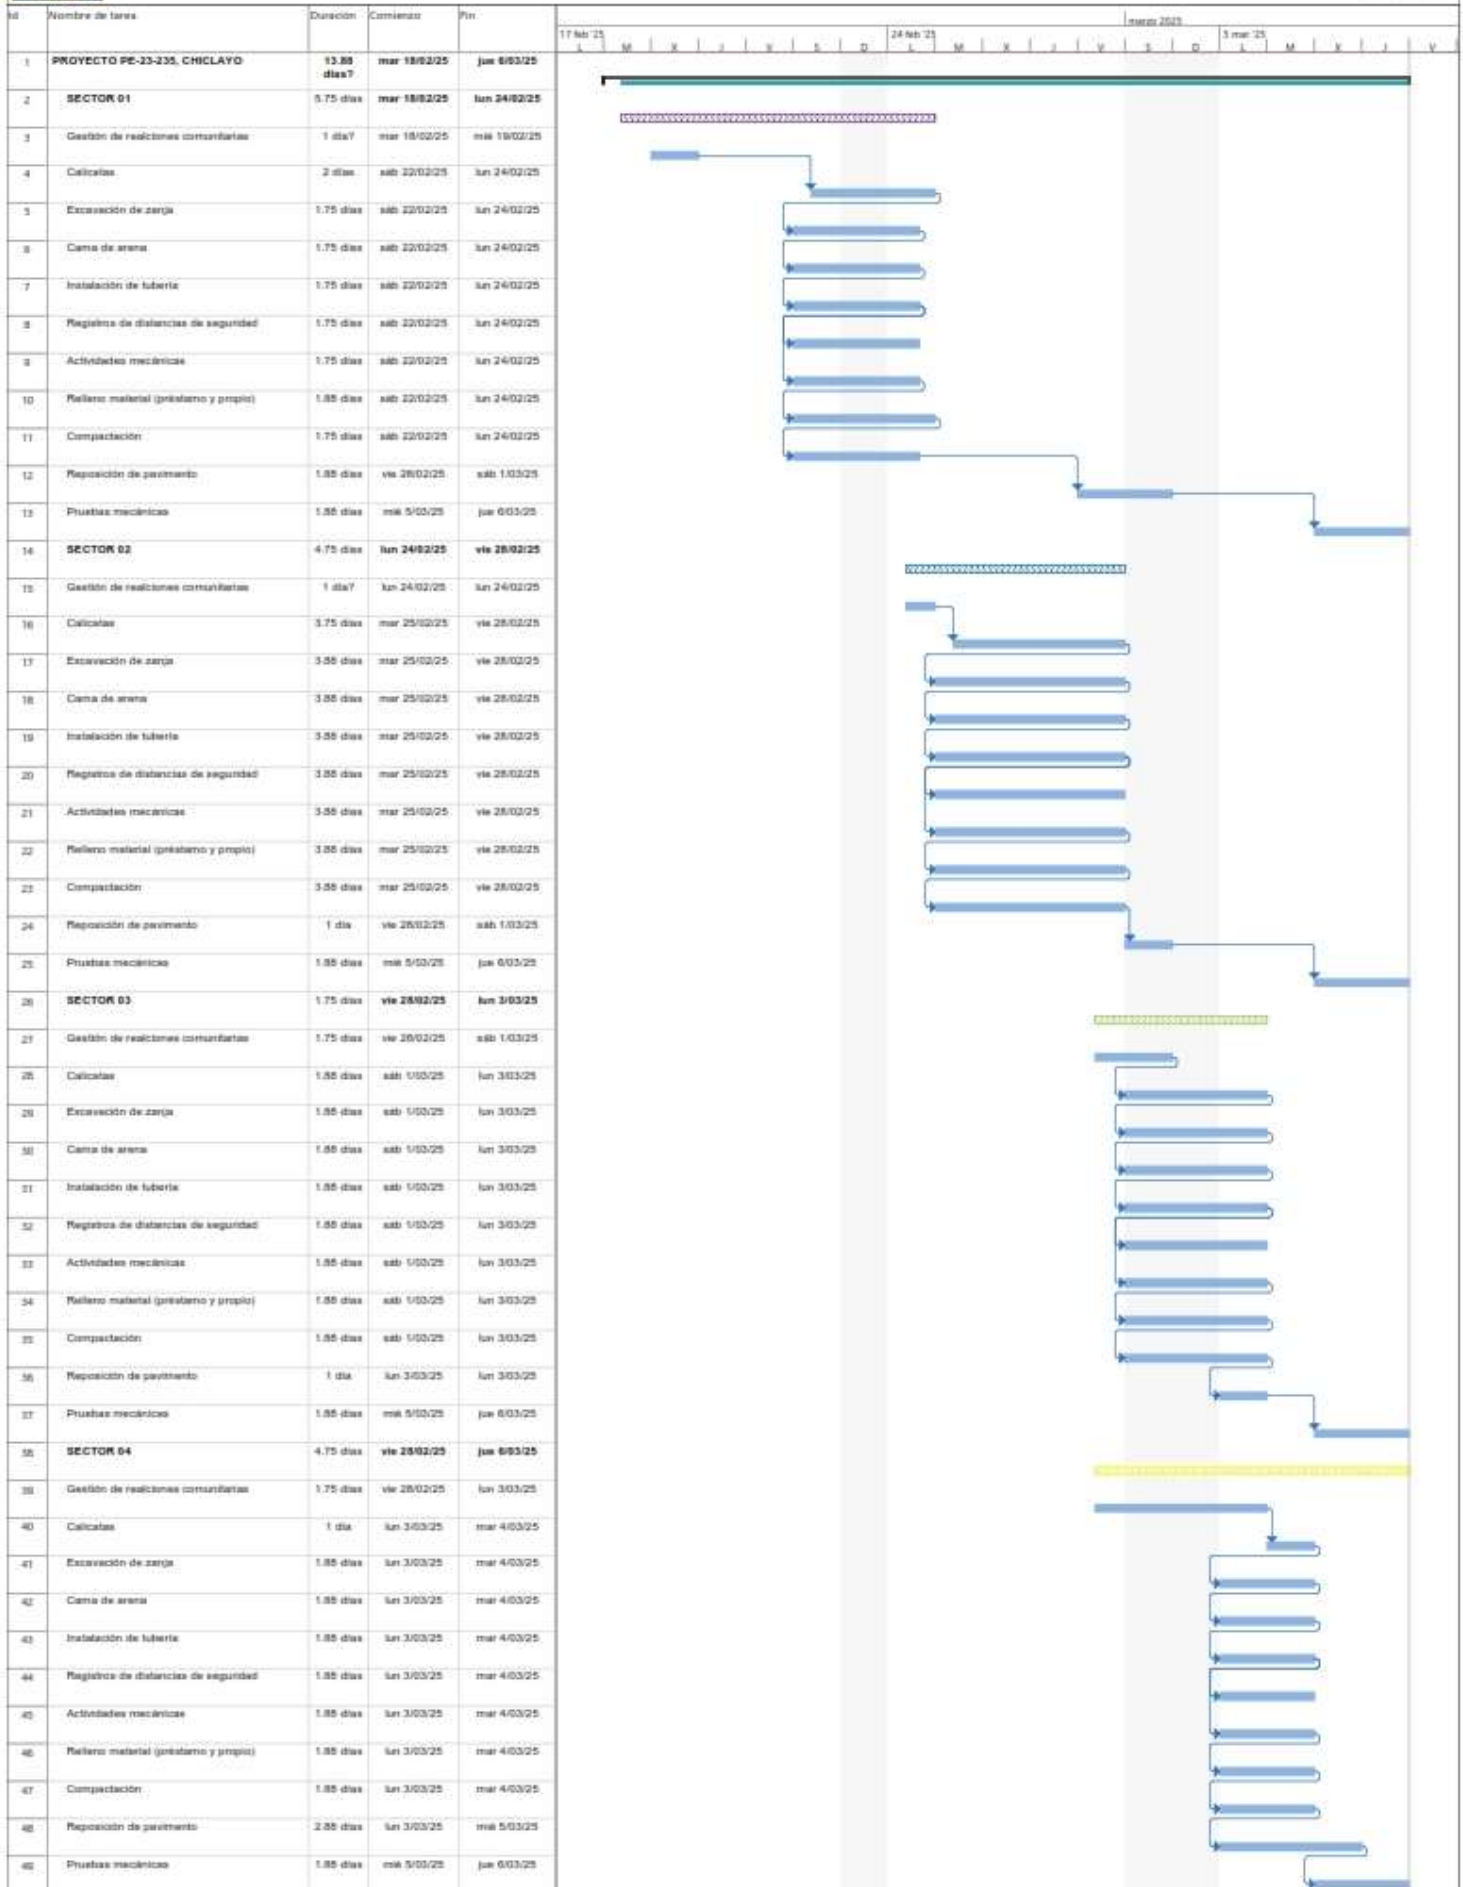 Id Nombre de tarea Duración Comienzo Fin
marzo 2025
17 feb '25 24 feb '25 3 mar '25
L M X J V S D L M X J V S D L M X J V
1 PROYECTO PE-23-235, CHICLAYO 13.88 días? mar 18/02/25 jue 6/03/25
2 SECTOR 01 5.75 días mar 18/02/25 lun 24/02/25
3 Gestión de realciones comunitarias 1 día? mar 18/02/25 mié 19/02/25
4 Calicatas 2 días sáb 22/02/25 lun 24/02/25
5 Excavación de zanja 1.75 días sáb 22/02/25 lun 24/02/25
6 Cama de arena 1.75 días sáb 22/02/25 lun 24/02/25
7 Instalación de tubería 1.75 días sáb 22/02/25 lun 24/02/25
8 Registros de distancias de seguridad 1.75 días sáb 22/02/25 lun 24/02/25
9 Actividades mecánicas 1.75 días sáb 22/02/25 lun 24/02/25
10 Relleno material (préstamo y propio) 1.88 días sáb 22/02/25 lun 24/02/25
11 Compactación 1.75 días sáb 22/02/25 lun 24/02/25
12 Reposición de pavimento 1.88 días vie 28/02/25 sáb 1/03/25
13 Pruebas mecánicas 1.88 días mié 5/03/25 jue 6/03/25
14 SECTOR 02 4.75 días lun 24/02/25 vie 28/02/25
15 Gestión de realciones comunitarias 1 día? lun 24/02/25 lun 24/02/25
16 Calicatas 3.75 días mar 25/02/25 vie 28/02/25
17 Excavación de zanja 3.88 días mar 25/02/25 vie 28/02/25
18 Cama de arena 3.88 días mar 25/02/25 vie 28/02/25
19 Instalación de tubería 3.88 días mar 25/02/25 vie 28/02/25
20 Registros de distancias de seguridad 3.88 días mar 25/02/25 vie 28/02/25
21 Actividades mecánicas 3.88 días mar 25/02/25 vie 28/02/25
22 Relleno material (préstamo y propio) 3.88 días mar 25/02/25 vie 28/02/25
23 Compactación 3.88 días mar 25/02/25 vie 28/02/25
24 Reposición de pavimento 1 día vie 28/02/25 sáb 1/03/25
25 Pruebas mecánicas 1.88 días mié 5/03/25 jue 6/03/25
26 SECTOR 03 1.75 días vie 28/02/25 lun 3/03/25
27 Gestión de realciones comunitarias 1.75 días vie 28/02/25 sáb 1/03/25
28 Calicatas 1.88 días sáb 1/03/25 lun 3/03/25
29 Excavación de zanja 1.88 días sáb 1/03/25 lun 3/03/25
30 Cama de arena 1.88 días sáb 1/03/25 lun 3/03/25
31 Instalación de tubería 1.88 días sáb 1/03/25 lun 3/03/25
32 Registros de distancias de seguridad 1.88 días sáb 1/03/25 lun 3/03/25
33 Actividades mecánicas 1.88 días sáb 1/03/25 lun 3/03/25
34 Relleno material (préstamo y propio) 1.88 días sáb 1/03/25 lun 3/03/25
35 Compactación 1.88 días sáb 1/03/25 lun 3/03/25
36 Reposición de pavimento 1 día lun 3/03/25 lun 3/03/25
37 Pruebas mecánicas 1.88 días mié 5/03/25 jue 6/03/25
38 SECTOR 04 4.75 días vie 28/02/25 jue 6/03/25
39 Gestión de realciones comunitarias 1.75 días vie 28/02/25 lun 3/03/25
40 Calicatas 1 día lun 3/03/25 mar 4/03/25
41 Excavación de zanja 1.88 días lun 3/03/25 mar 4/03/25
42 Cama de arena 1.88 días lun 3/03/25 mar 4/03/25
43 Instalación de tubería 1.88 días lun 3/03/25 mar 4/03/25
44 Registros de distancias de seguridad 1.88 días lun 3/03/25 mar 4/03/25
45 Actividades mecánicas 1.88 días lun 3/03/25 mar 4/03/25
46 Relleno material (préstamo y propio) 1.88 días lun 3/03/25 mar 4/03/25
47 Compactación 1.88 días lun 3/03/25 mar 4/03/25
48 Reposición de pavimento 2.88 días lun 3/03/25 mié 5/03/25
49 Pruebas mecánicas 1.88 días mié 5/03/25 jue 6/03/25